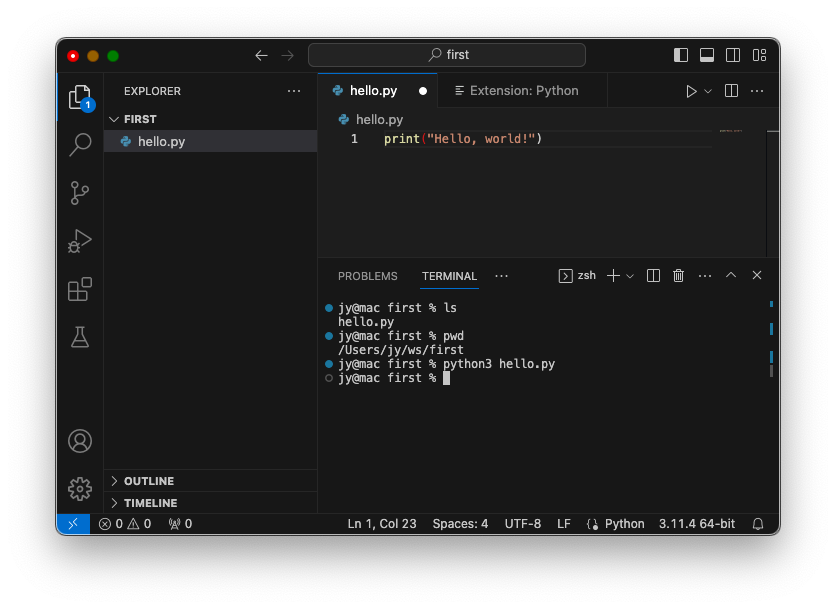 first
1
EXPLORER
FIRST
hello.py
OUTLINE
TIMELINE
hello.py
Extension: Python
hello.py
1 print("Hello, world!")
PROBLEMS TERMINAL
zsh
jy@mac first % ls
hello.py
jy@mac first % pwd
/Users/jy/ws/first
jy@mac first % python3 hello.py
jy@mac first %
0 0 0 Ln 1, Col 23 Spaces: 4 UTF-8 LF Python 3.11.4 64-bit